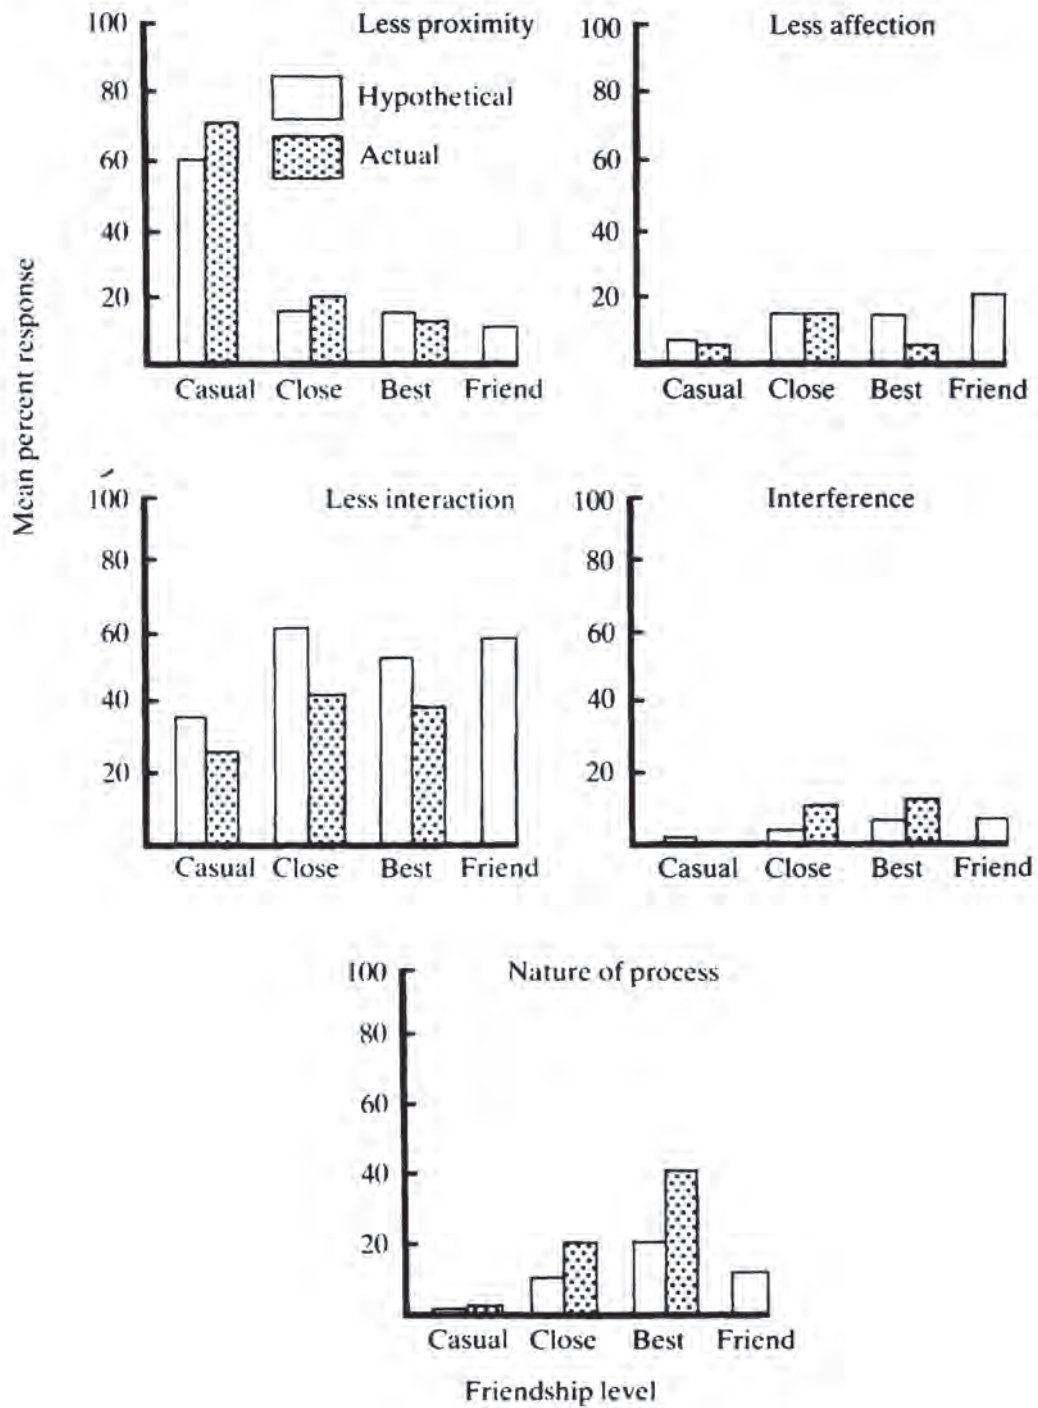 Mean percent response
Less proximity
100
80
60
40
20
Hypothetical
Actual
Casual Close Best Friend
Less affection
100
80
60
40
20
Casual Close Best Friend
Less interaction
100
80
60
40
20
Casual Close Best Friend
Interference
100
80
60
40
20
Casual Close Best Friend
Nature of process
100
80
60
40
20
Casual Close Best Friend
Friendship level